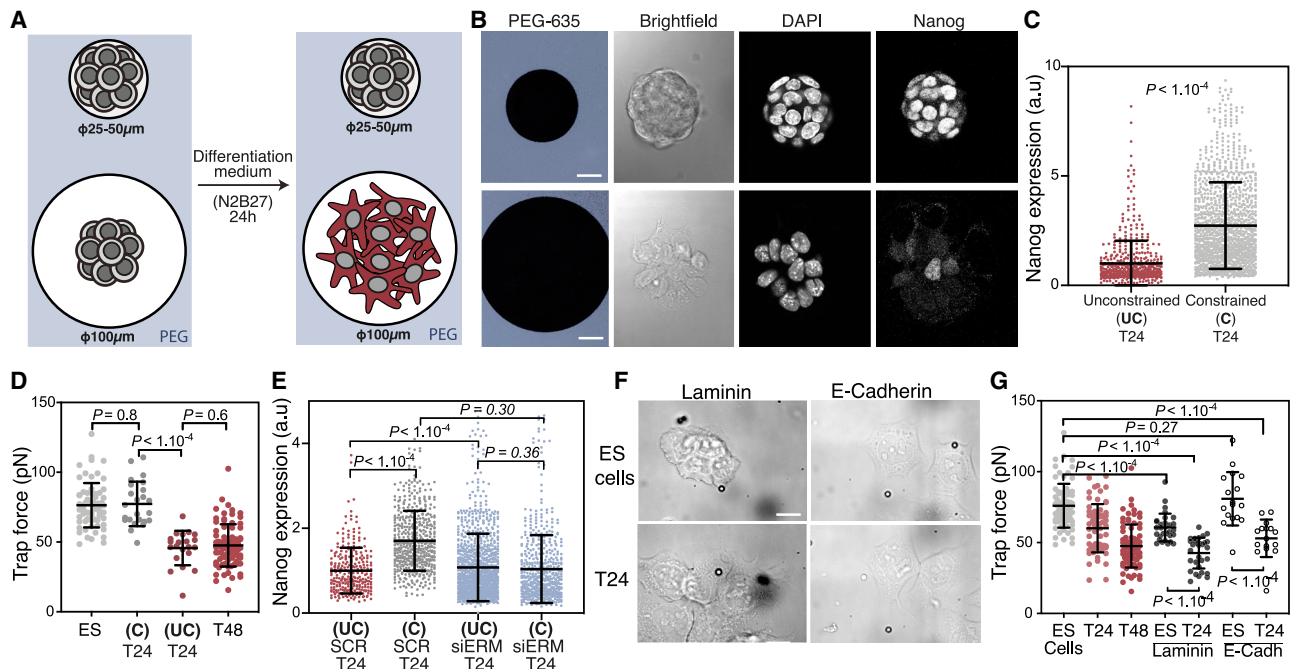 A
ϕ25-50µm
ϕ25-50µm
Differentiation
medium
(N2B27)
24h
ϕ100µm
PEG
ϕ100µm
PEG
B
PEG-635
Brightfield
DAPI
Nanog
C
10
P < 1.10-4
5
0
Nanog expression (a.u)
Unconstrained
(UC)
T24
Constrained
(C)
T24
D
150
P = 0.8
P = 0.6
P < 1.10-4
100
50
0
Trap force (pN)
ES
(C)
T24
(UC)
T24
T48
E
P = 0.30
P < 1.10-4
P < 1.10-4
P = 0.36
4
2
0
Nanog expression (a.u)
(UC)
SCR
T24
(C)
SCR
T24
(UC)
siERM
T24
(C)
siERM
T24
F
Laminin
E-Cadherin
ES
cells
T24
G
150
P < 1.10-4
P = 0.27
P < 1.10-4
P < 1.10-4
100
50
0
Trap force (pN)
P < 1.10-4
P < 1.10-4
ES
Cells
T24
T48
ES
T24
Laminin
ES
T24
E-Cadh